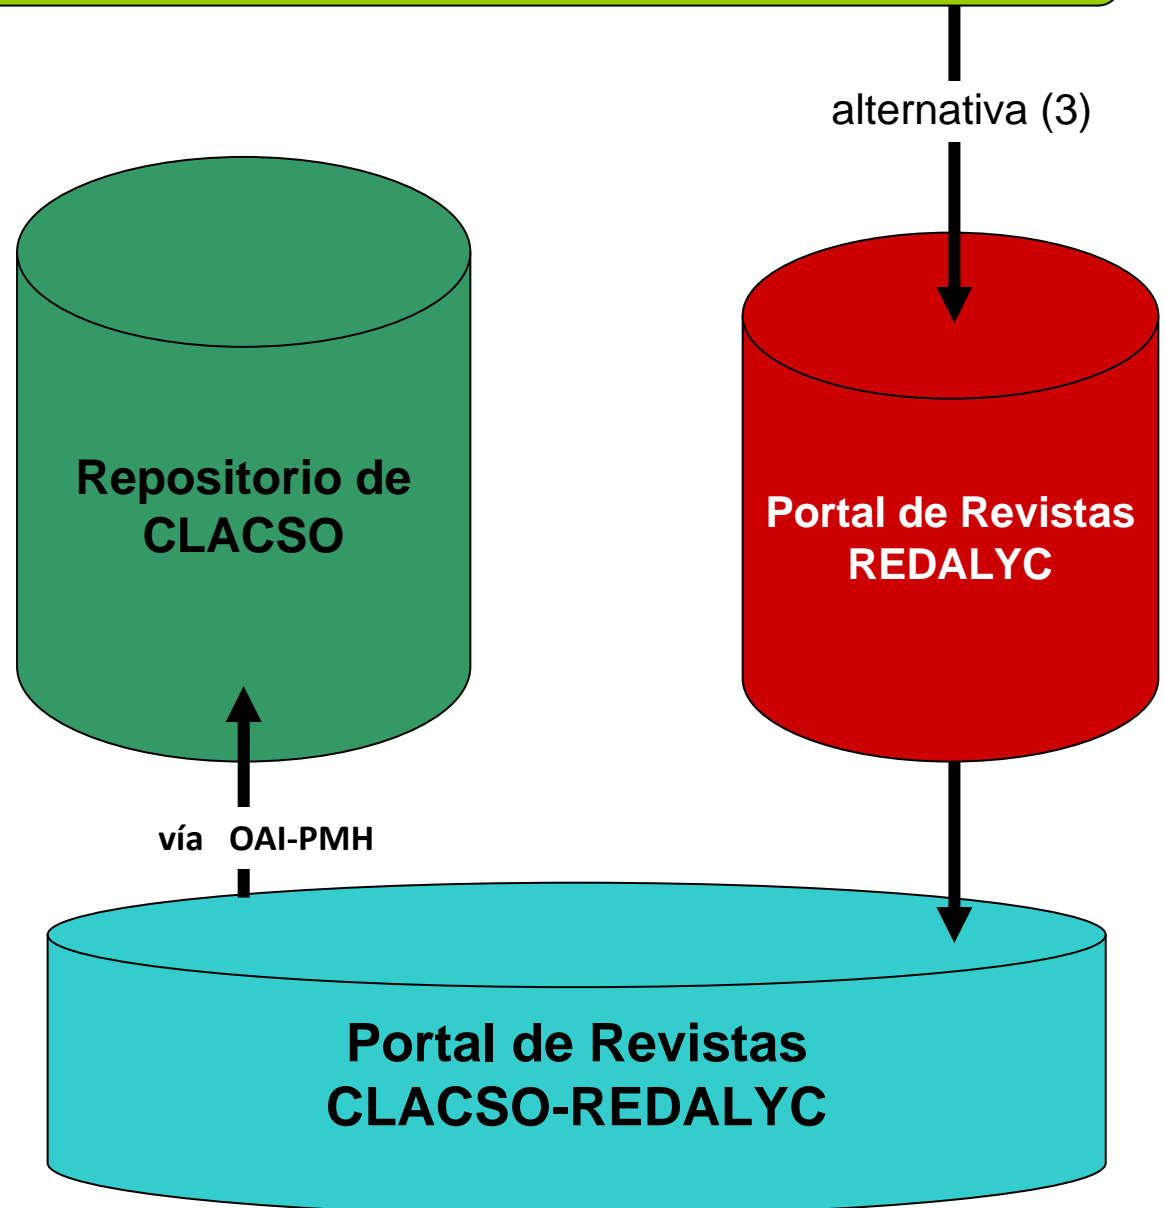 alternativa (3)
Repositorio de
CLACSO
Portal de Revistas
REDALYC
vía   OAI-PMH
Portal de Revistas
CLACSO-REDALYC